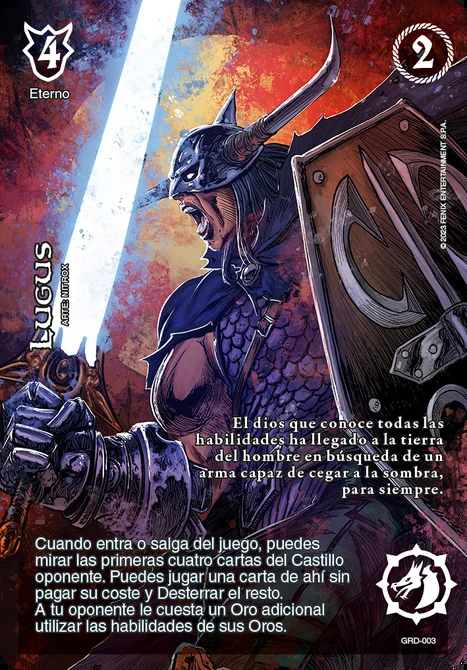 4
2
Eterno
© 2023 FENIX ENTERTAINMENT S.P.A.
LUGUS
ARTE: NITROX
El dios que conoce todas las
habilidades ha llegado a la tierra
del hombre en búsqueda de un
arma capaz de cegar a la sombra,
para siempre.
Cuando entra o salga del juego, puedes
mirar las primeras cuatro cartas del Castillo
oponente. Puedes jugar una carta de ahí sin
pagar su coste y Desterrar el resto.
A tu oponente le cuesta un Oro adicional
utilizar las habilidades de sus Oros.
GRD-003